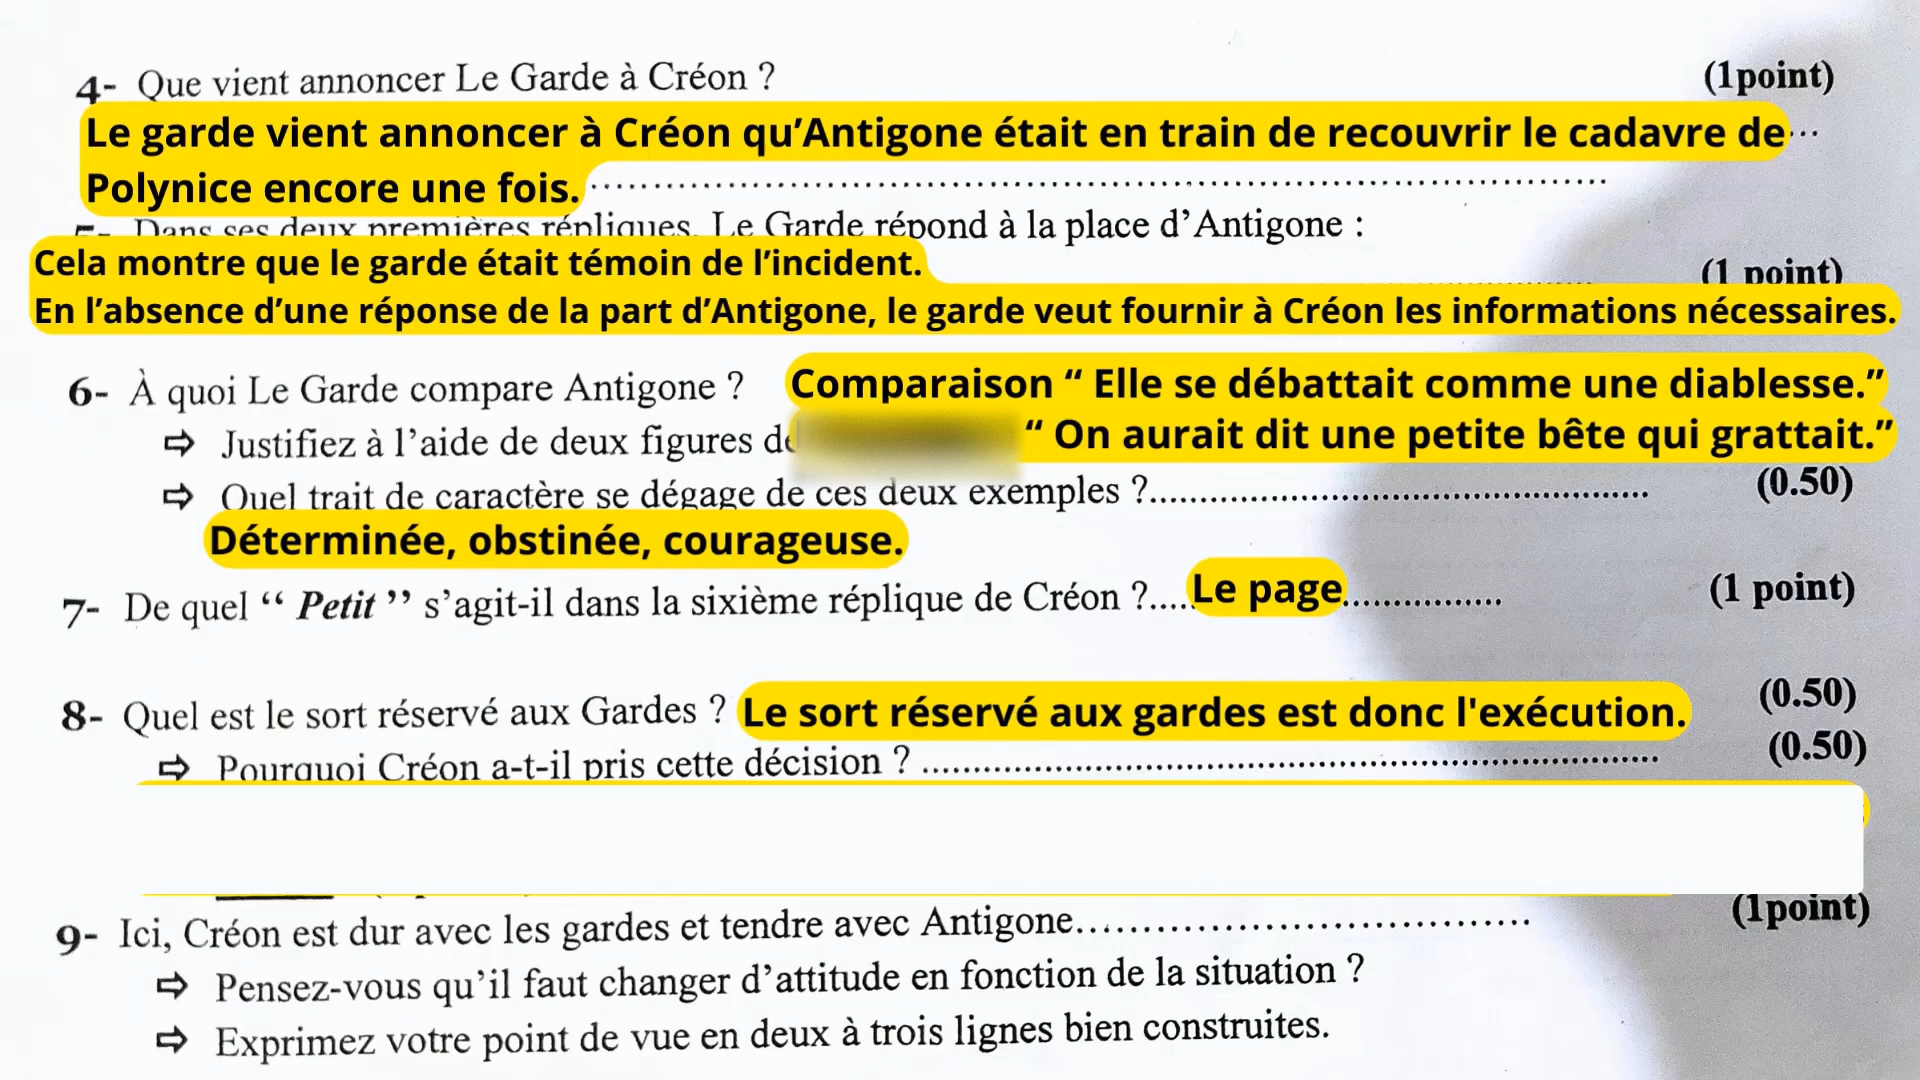 4- Que vient annoncer Le Garde à Créon ? (1point)
Le garde vient annoncer à Créon qu’Antigone était en train de recouvrir le cadavre de...
Polynice encore une fois. ................................................................
5- Dans ses deux premières répliques, Le Garde répond à la place d’Antigone :
Cela montre que le garde était témoin de l’incident. (1 point)
En l’absence d’une réponse de la part d’Antigone, le garde veut fournir à Créon les informations nécessaires.
6- À quoi Le Garde compare Antigone ? Comparaison “ Elle se débattait comme une diablesse.”
⇨ Justifiez à l’aide de deux figures de “ On aurait dit une petite bête qui grattait.”
⇨ Quel trait de caractère se dégage de ces deux exemples ?................................................ (0.50)
Déterminée, obstinée, courageuse.
7- De quel “ Petit ” s’agit-il dans la sixième réplique de Créon ?.... Le page ................ (1 point)
8- Quel est le sort réservé aux Gardes ? Le sort réservé aux gardes est donc l'exécution. (0.50)
⇨ Pourquoi Créon a-t-il pris cette décision ? ........................................................................ (0.50)
9- Ici, Créon est dur avec les gardes et tendre avec Antigone................................ (1point)
⇨ Pensez-vous qu’il faut changer d’attitude en fonction de la situation ?
⇨ Exprimez votre point de vue en deux à trois lignes bien construites.